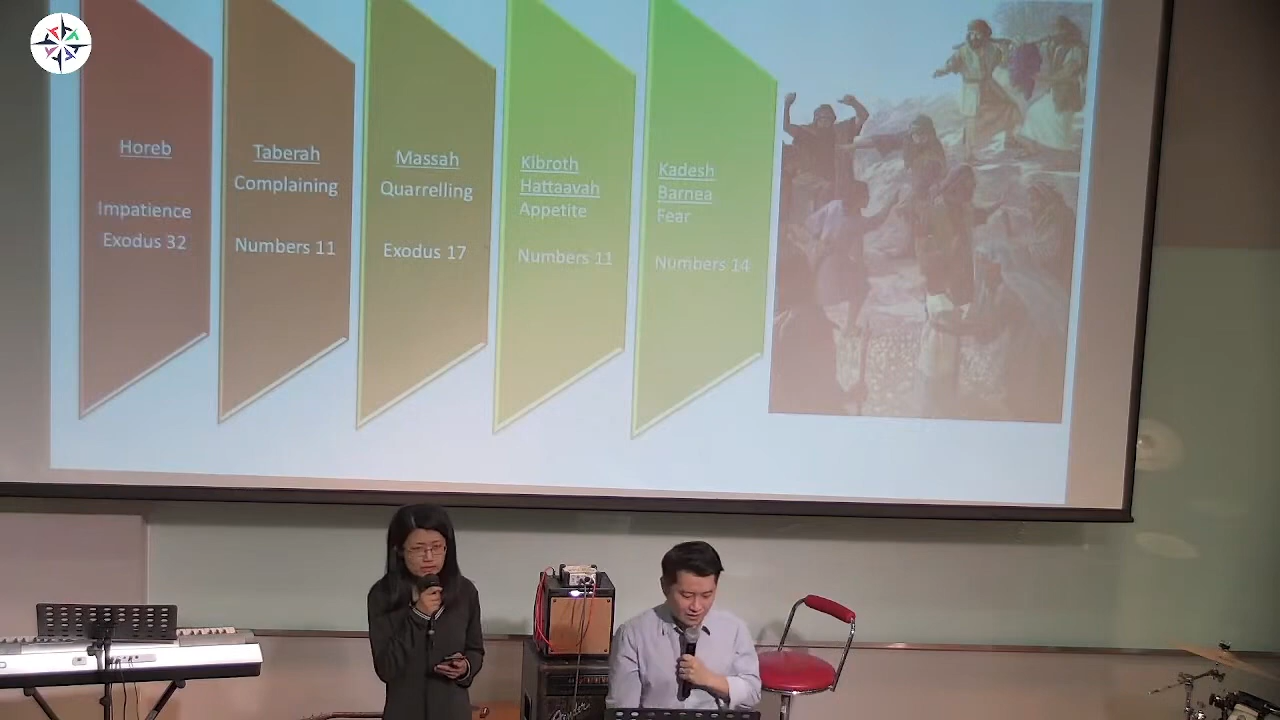 Horeb
Impatience
Exodus 32
Taberah
Complaining
Numbers 11
Massah
Quarrelling
Exodus 17
Kibroth
Hattaavah
Appetite
Numbers 11
Kadesh
Barnea
Fear
Numbers 14
Fender